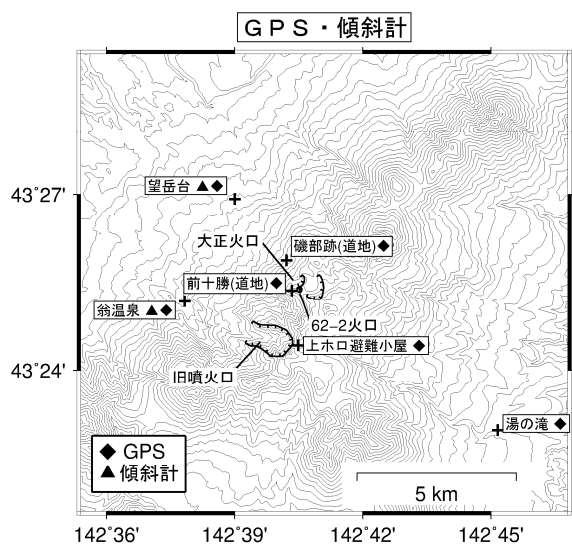 ＧＰＳ・傾斜計
43°27'
望岳台 ▲◆
大正火口
磯部跡(道地)◆
前十勝(道地)◆
翁温泉 ▲◆
62−2火口
上ホロ避難小屋 ◆
旧噴火口
43°24'
湯の滝 ◆
◆ GPS
▲傾斜計
5 km
142°36' 142°39' 142°42' 142°45'